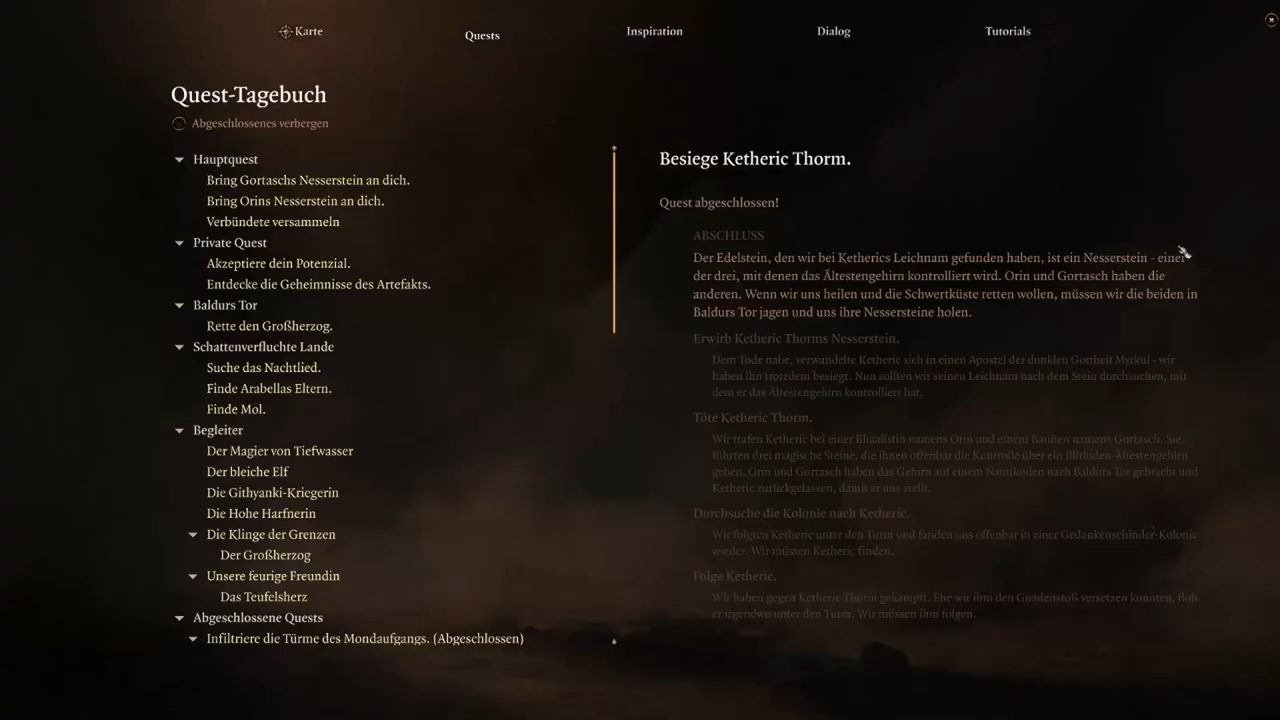 Karte
Quests
Inspiration
Dialog
Tutorials
Quest-Tagebuch
Abgeschlossenes verbergen
Hauptquest
Bring Gortaschs Nesserstein an dich.
Bring Orins Nesserstein an dich.
Verbündete versammeln
Private Quest
Akzeptiere dein Potenzial.
Entdecke die Geheimnisse des Artefakts.
Baldurs Tor
Rette den Großherzog.
Schattenverfluchte Lande
Suche das Nachtlied.
Finde Arabellas Eltern.
Finde Mol.
Begleiter
Der Magier von Tiefwasser
Der bleiche Elf
Die Githyanki-Kriegerin
Die Hohe Harfnerin
Die Klinge der Grenzen
Der Großherzog
Unsere feurige Freundin
Das Teufelsherz
Abgeschlossene Quests
Infiltriere die Türme des Mondaufgangs. (Abgeschlossen)
Besiege Ketheric Thorm.
Quest abgeschlossen!
ABSCHLUSS
Der Edelstein, den wir bei Ketherics Leichnam gefunden haben, ist ein Nesserstein - einer
der drei, mit denen das Ältestengehirn kontrolliert wird. Orin und Gortasch haben die
anderen. Wenn wir uns heilen und die Schwertküste retten wollen, müssen wir die beiden in
Baldurs Tor jagen und uns ihre Nessersteine holen.
Erwirb Ketheric Thorms Nesserstein.
Dem Tode nahe, verwandelte Ketheric sich in einen Apostel der dunklen Gottheit Myrkul - wir
haben ihn trotzdem besiegt. Nun sollten wir seinen Leichnam nach dem Stein durchsuchen, mit
dem er das Ältestengehirn kontrolliert hat.
Töte Ketheric Thorm.
Wir trafen Ketheric bei einer Bhaalistin namens Orin und einem Baniten namens Gortasch. Sie
führten drei magische Steine, die ihnen offenbar die Kontrolle über ein Illithiden-Ältestengehirn
geben. Orin und Gortasch haben das Gehirn auf einem Nautiloiden nach Baldurs Tor gebracht und
Ketheric zurückgelassen, damit er uns stellt.
Durchsuche die Kolonie nach Ketheric.
Wir folgten Ketheric unter den Turm und fanden uns offenbar in einer Gedankenschinder-Kolonie
wieder. Wir müssen Ketheric finden.
Folge Ketheric.
Wir haben gegen Ketheric Thorm gekämpft. Ehe wir ihm den Gnadenstoß versetzen konnten, floh
er irgendwo unter den Turm. Wir müssen ihm folgen.